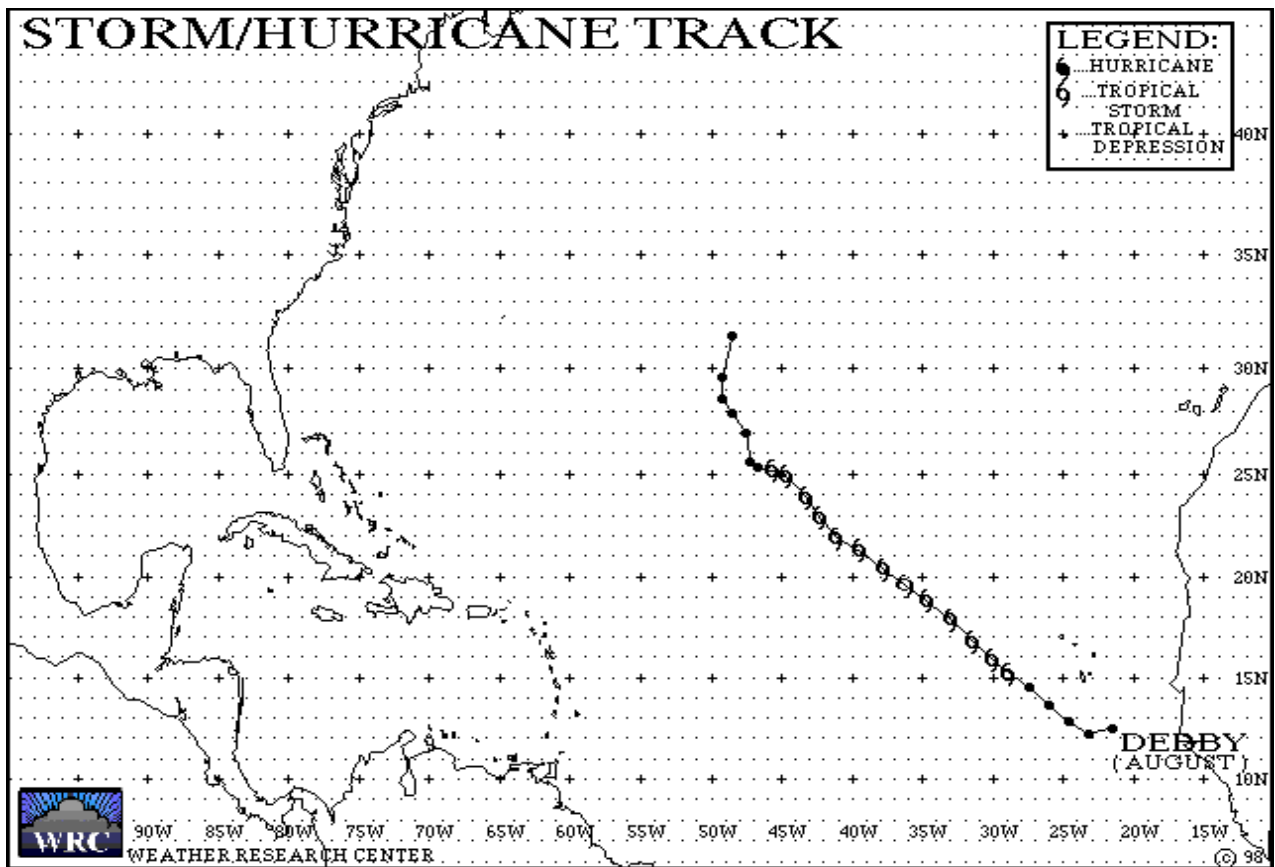 STORM/HURRICANE TRACK
LEGEND:
...HURRICANE
...TROPICAL
STORM
...TROPICAL
DEPRESSION
40N
35N
30N
25N
20N
15N
DEBBY
(AUGUST)
10N
90W 85W 80W 75W 70W 65W 60W 55W 50W 45W 40W 35W 30W 25W 20W 15W
WRC
WEATHER RESEARCH CENTER
© 98